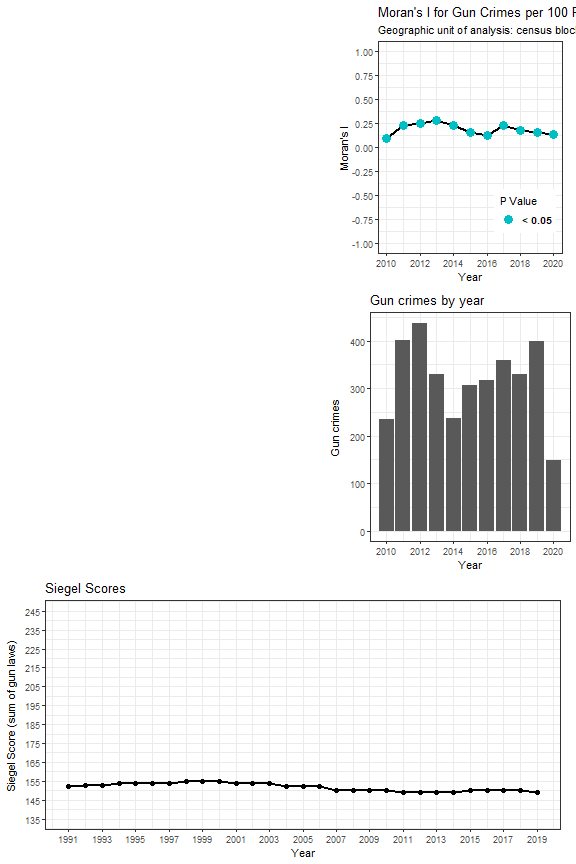 Moran's I for Gun Crimes per 100
Geographic unit of analysis: census
1.00
0.75
0.50
0.25
0.00
-0.25
-0.50
-0.75
-1.00
Moran's I
P Value
< 0.05
2010 2012 2014 2016 2018 2020
Year
Gun crimes by year
400
300
200
100
0
Gun crimes
2010 2012 2014 2016 2018 2020
Year
Siegel Scores
245
235
225
215
205
195
185
175
165
155
145
135
Siegel Score (sum of gun laws)
1991 1993 1995 1997 1999 2001 2003 2005 2007 2009 2011 2013 2015 2017 2019
Year